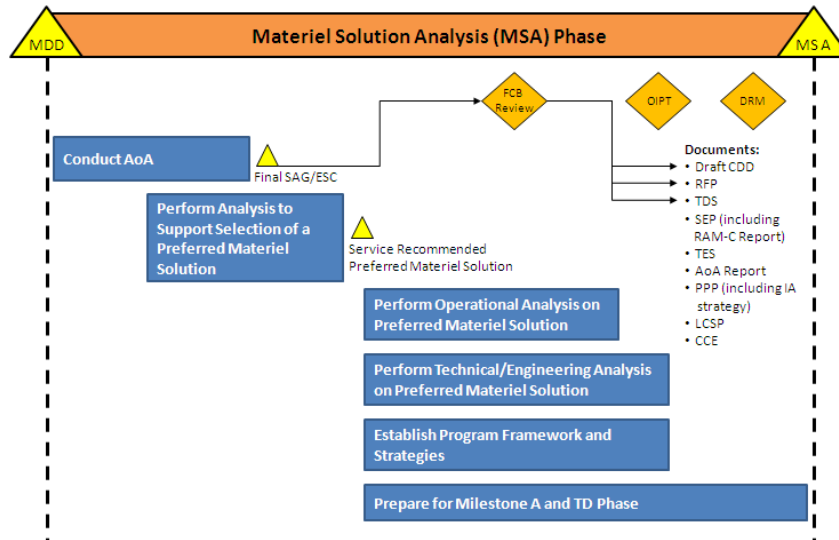 Materiel Solution Analysis (MSA) Phase
MDD
MS A
FCB
Review
OIPT
DRM
Conduct AoA
Final SAG/ESC
Documents:
• Draft CDD
• RFP
• TDS
• SEP (including
RAM-C Report)
• TES
• AoA Report
• PPP (including IA
strategy)
• LCSP
• CCE
Perform Analysis to
Support Selection of a
Preferred Materiel
Solution
Service Recommended
Preferred Materiel Solution
Perform Operational Analysis on
Preferred Materiel Solution
Perform Technical/Engineering Analysis
on Preferred Materiel Solution
Establish Program Framework and
Strategies
Prepare for Milestone A and TD Phase